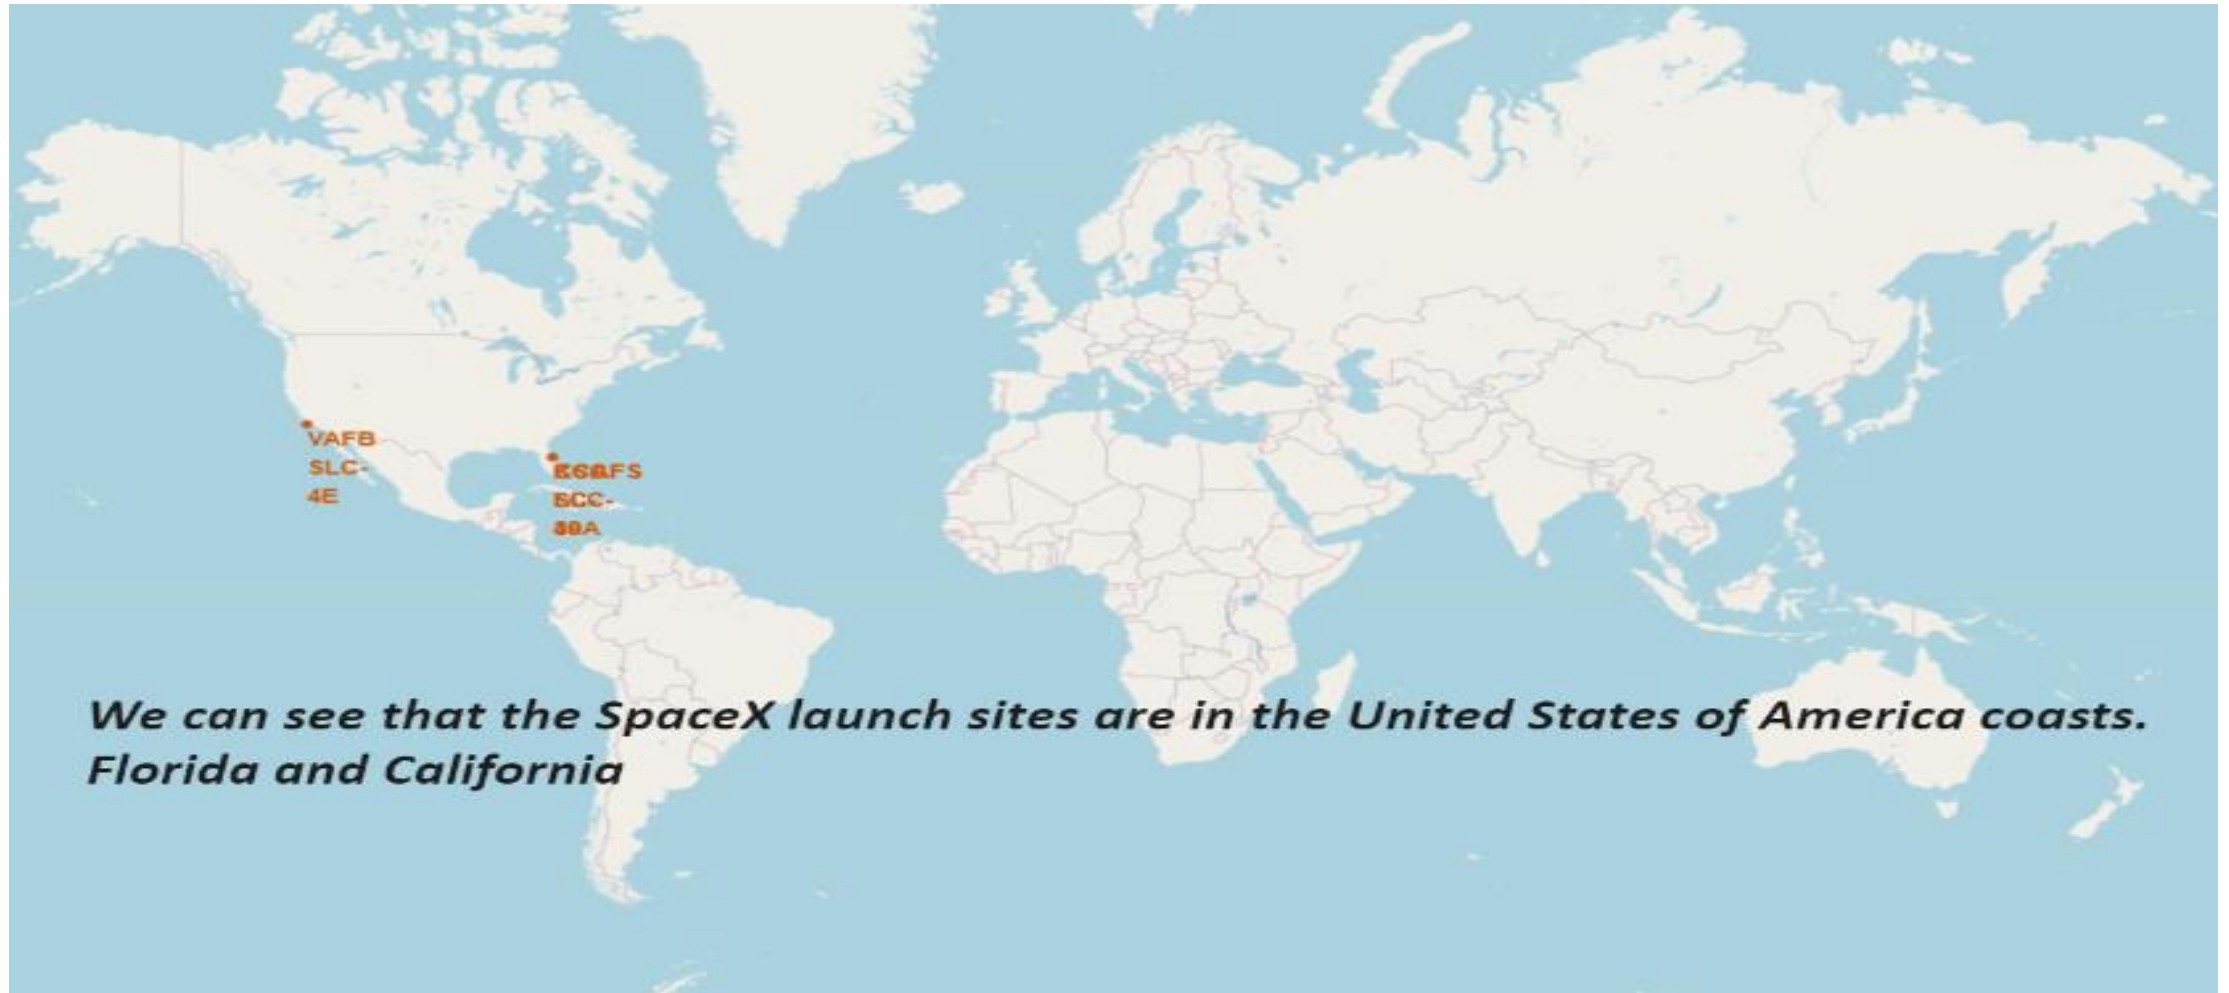 VAFB
SLC-
4E
We can see that the SpaceX launch sites are in the United States of America coasts.
Florida and California